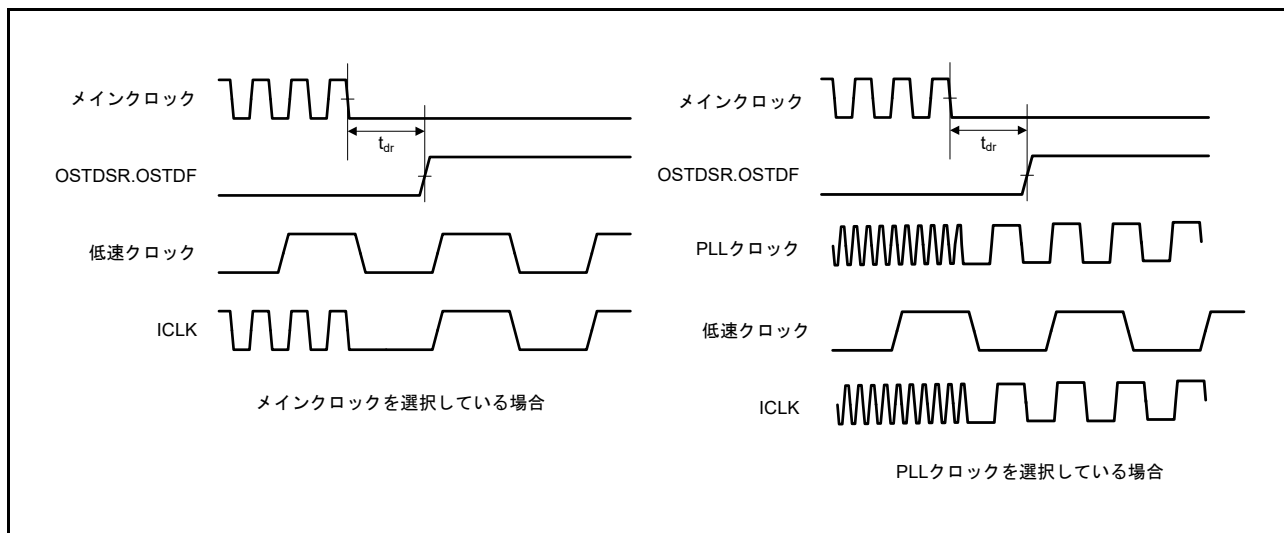 メインクロック
t_dr
OSTDSR.OSTDF
低速クロック
ICLK
メインクロックを選択している場合
メインクロック
t_dr
OSTDSR.OSTDF
PLLクロック
低速クロック
ICLK
PLLクロックを選択している場合